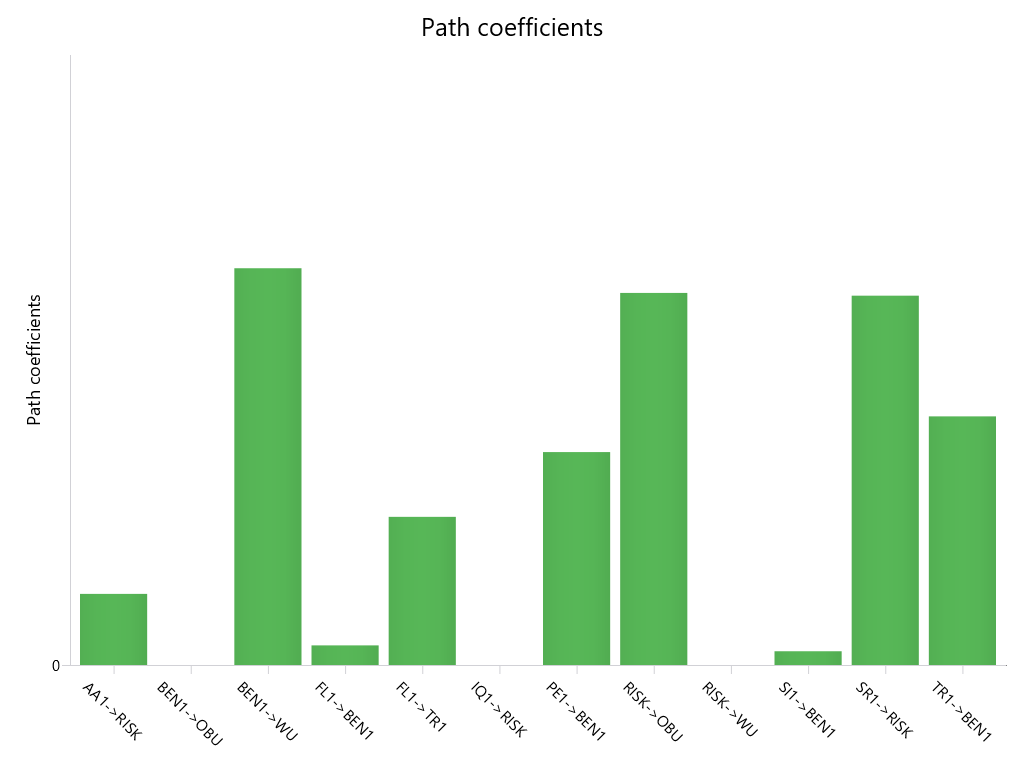 Path coefficients
Path coefficients
0
AA1->RISK
BEN1->OBU
BEN1->WU
FL1->BEN1
FL1->TR1
IQ1->RISK
PE1->BEN1
RISK->OBU
RISK->WU
SI1->BEN1
SR1->RISK
TR1->BEN1